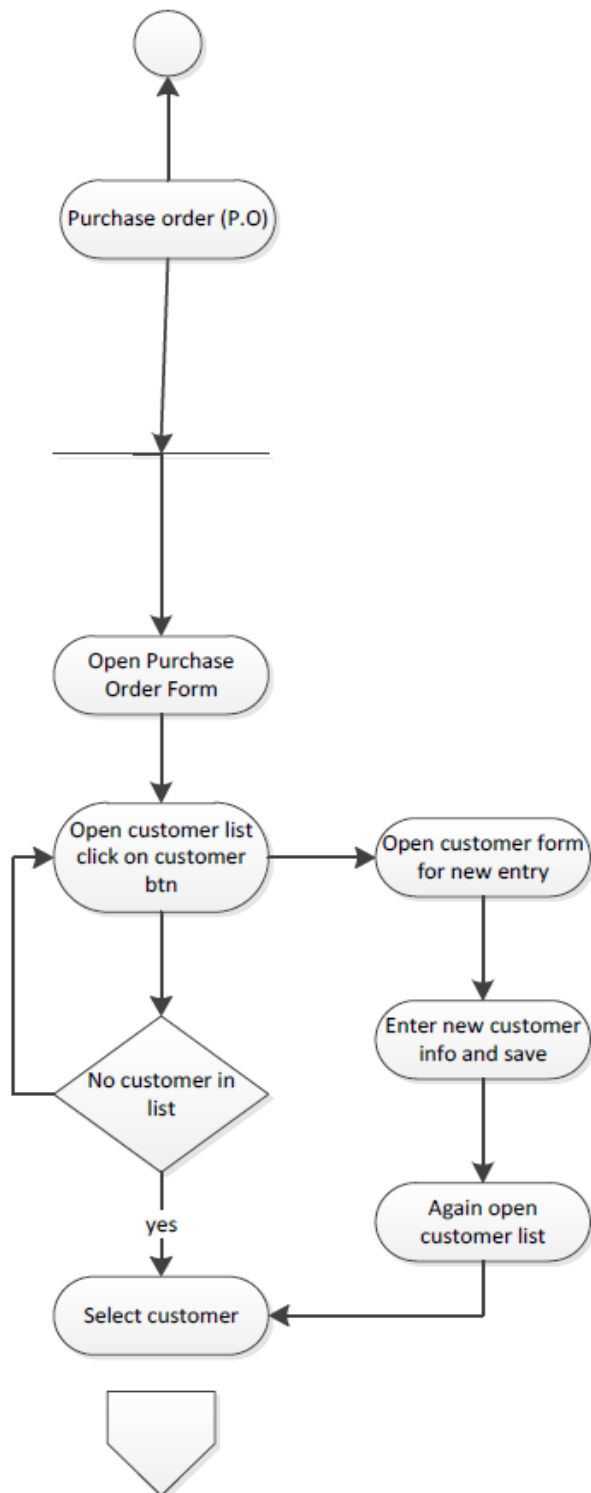 Purchase order (P.O)
Open Purchase
Order Form
Open customer list
click on customer
btn
Open customer form
for new entry
Enter new customer
info and save
No customer in
list
Again open
customer list
yes
Select customer